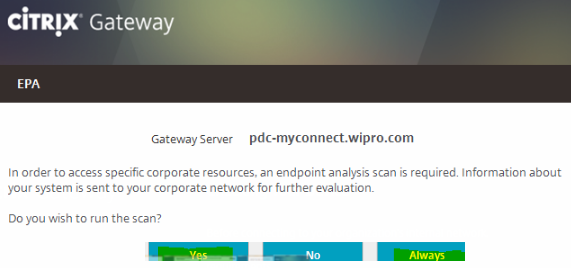 CİTRIX Gateway
EPA
Gateway Server pdc-myconnect.wipro.com
In order to access specific corporate resources, an endpoint analysis scan is required. Information about
your system is sent to your corporate network for further evaluation.
Do you wish to run the scan?
Yes No Always